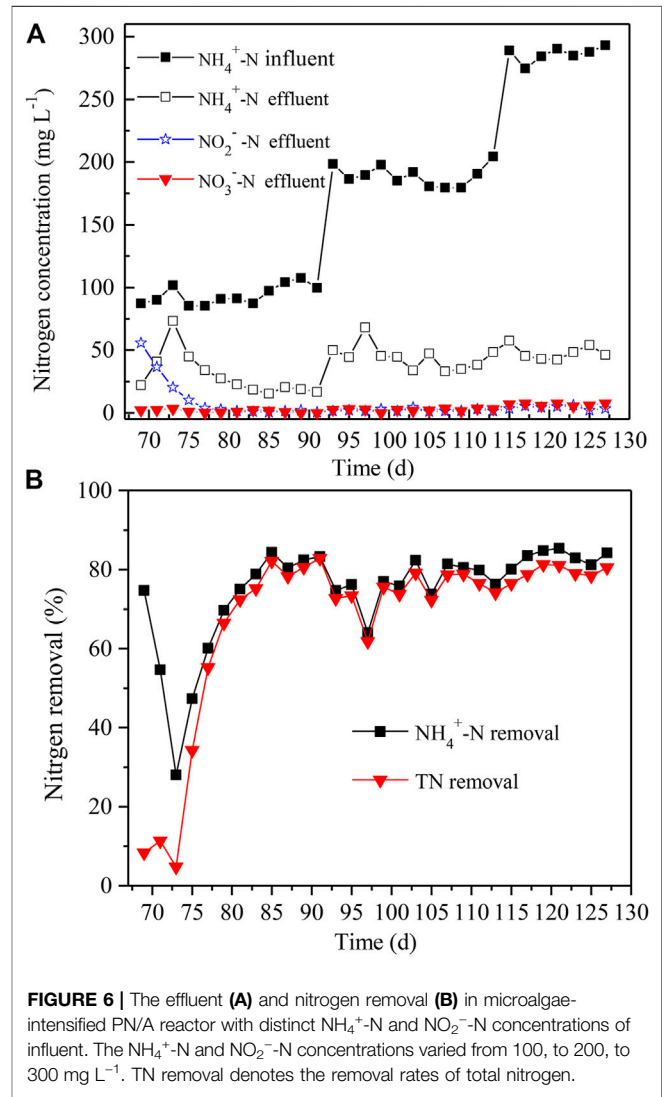 A
300
250
200
150
100
50
0
Nitrogen concentration (mg L⁻¹)
NH₄⁺-N influent
NH₄⁺-N effluent
NO₂⁻-N effluent
NO₃⁻-N effluent
70 75 80 85 90 95 100 105 110 115 120 125 130
Time (d)
B
100
80
60
40
20
0
Nitrgen removal (%)
NH₄⁺-N removal
TN removal
70 75 80 85 90 95 100 105 110 115 120 125 130
Time (d)
FIGURE 6 | The effluent (A) and nitrogen removal (B) in microalgae-
intensified PN/A reactor with distinct NH₄⁺-N and NO₂⁻-N concentrations of
influent. The NH₄⁺-N and NO₂⁻-N concentrations varied from 100, to 200, to
300 mg L⁻¹. TN removal denotes the removal rates of total nitrogen.